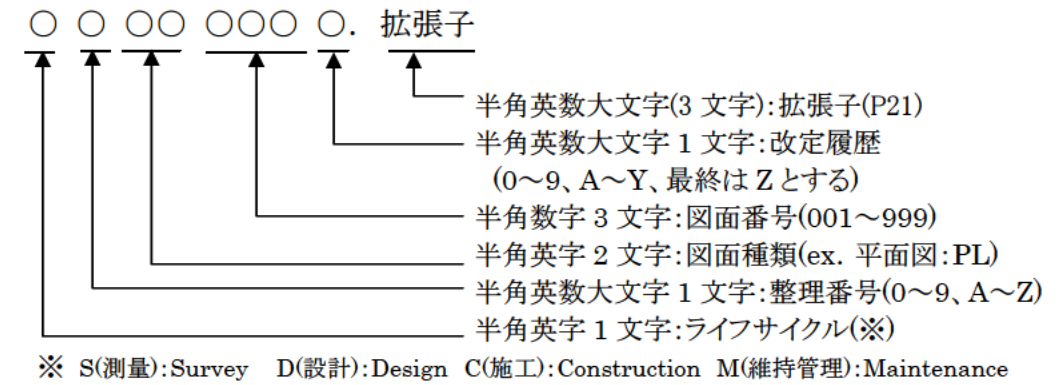 ○ ○ ○○ ○○○ ○. 拡張子
半角英数大文字(3 文字):拡張子(P21)
半角英数大文字 1 文字:改定履歴
(0～9、A～Y、最終は Z とする)
半角数字 3 文字:図面番号(001～999)
半角英字 2 文字:図面種類(ex. 平面図:PL)
半角英数大文字 1 文字:整理番号(0～9、A～Z)
半角英字 1 文字:ライフサイクル(※)
※ S(測量):Survey D(設計):Design C(施工):Construction M(維持管理):Maintenance